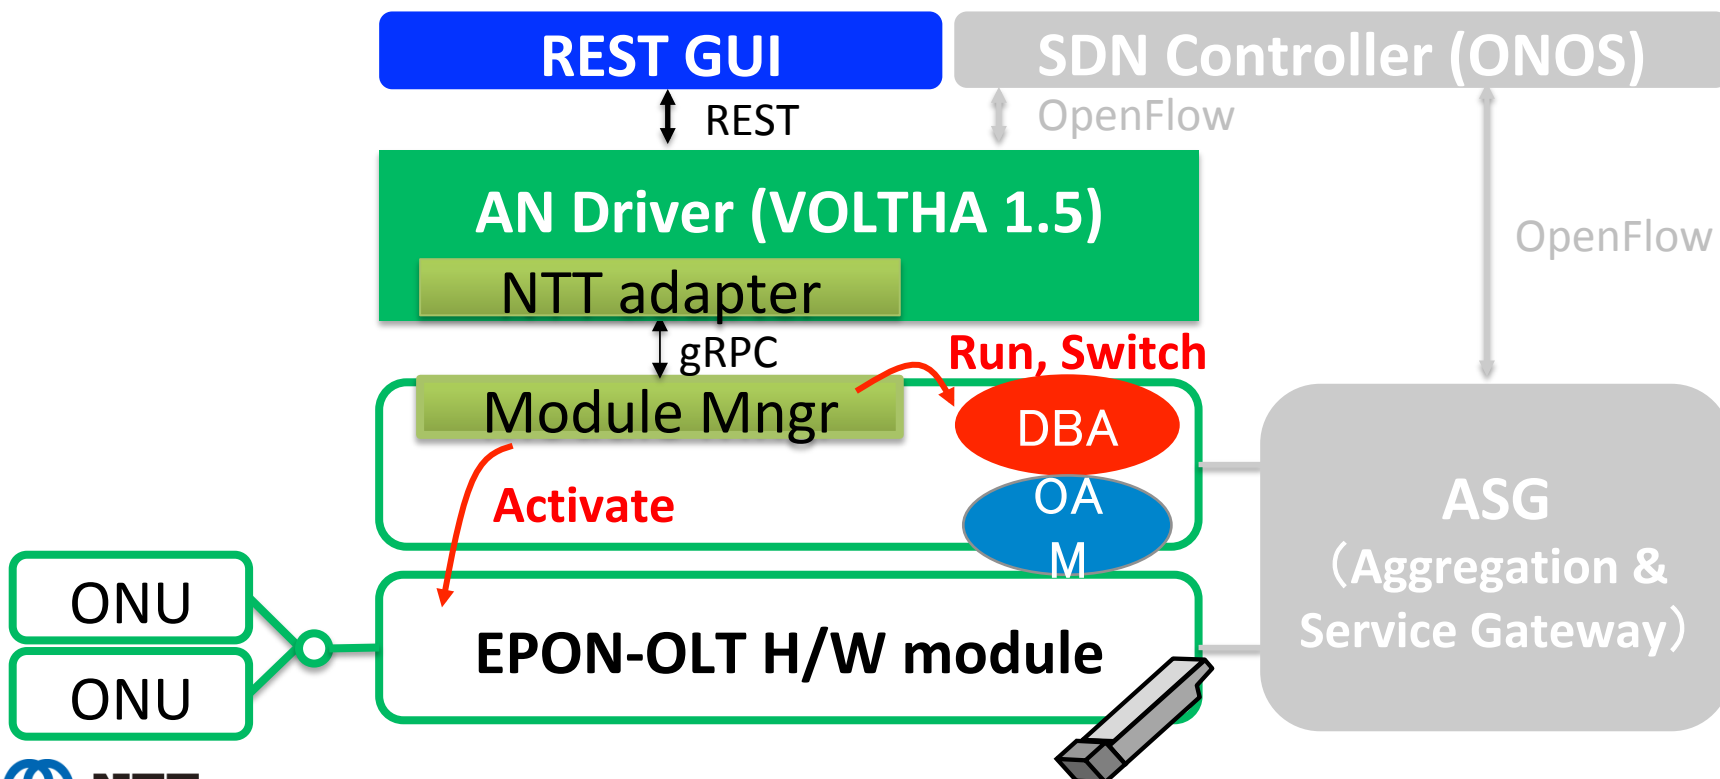 REST GUI
SDN Controller (ONOS)
REST
OpenFlow
AN Driver (VOLTHA 1.5)
OpenFlow
NTT adapter
gRPC
Run, Switch
Module Mngr
DBA
Activate
OA
M
ASG
（Aggregation &
Service Gateway）
ONU
EPON-OLT H/W module
ONU
NTT